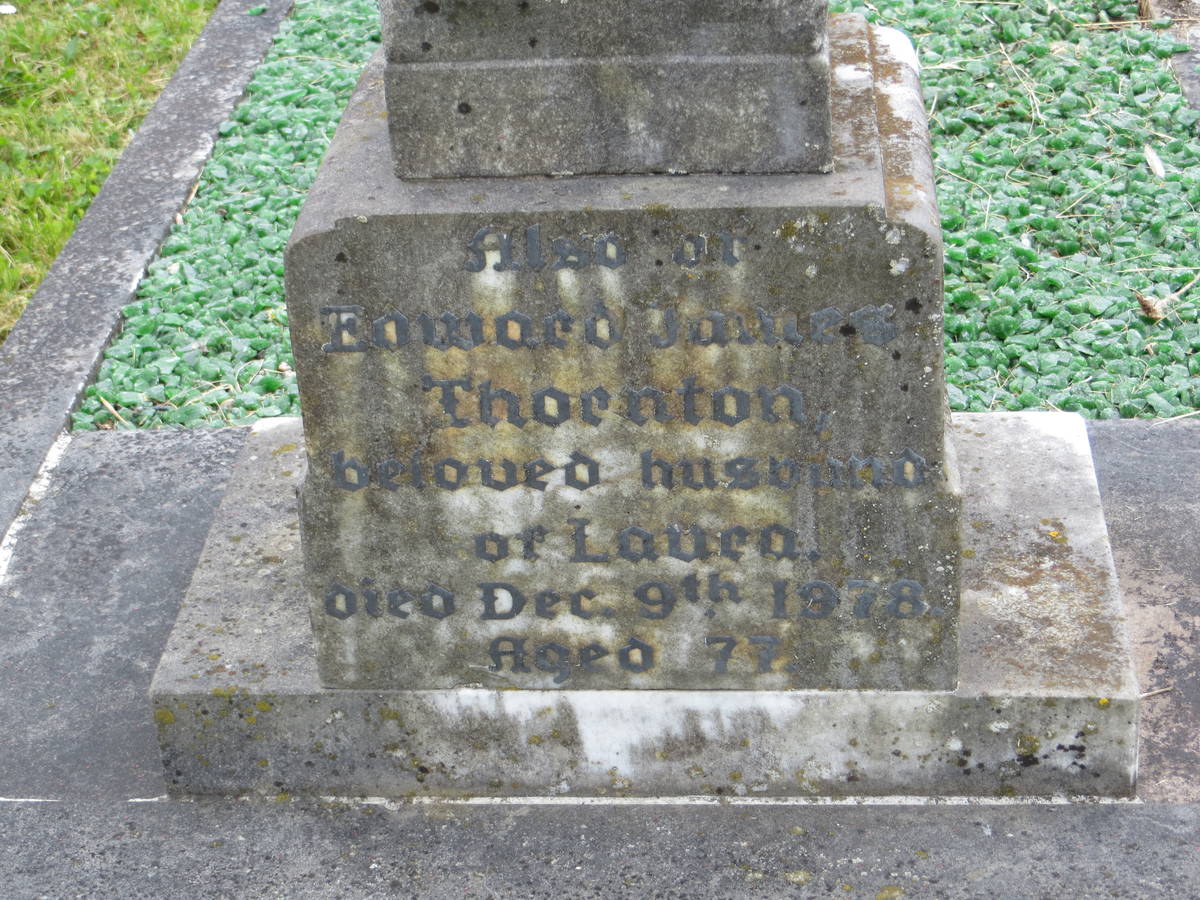 Also of
Edward James
Thornton,
beloved husband
of Laura.
died Dec. 9th, 1978.
Aged 77.